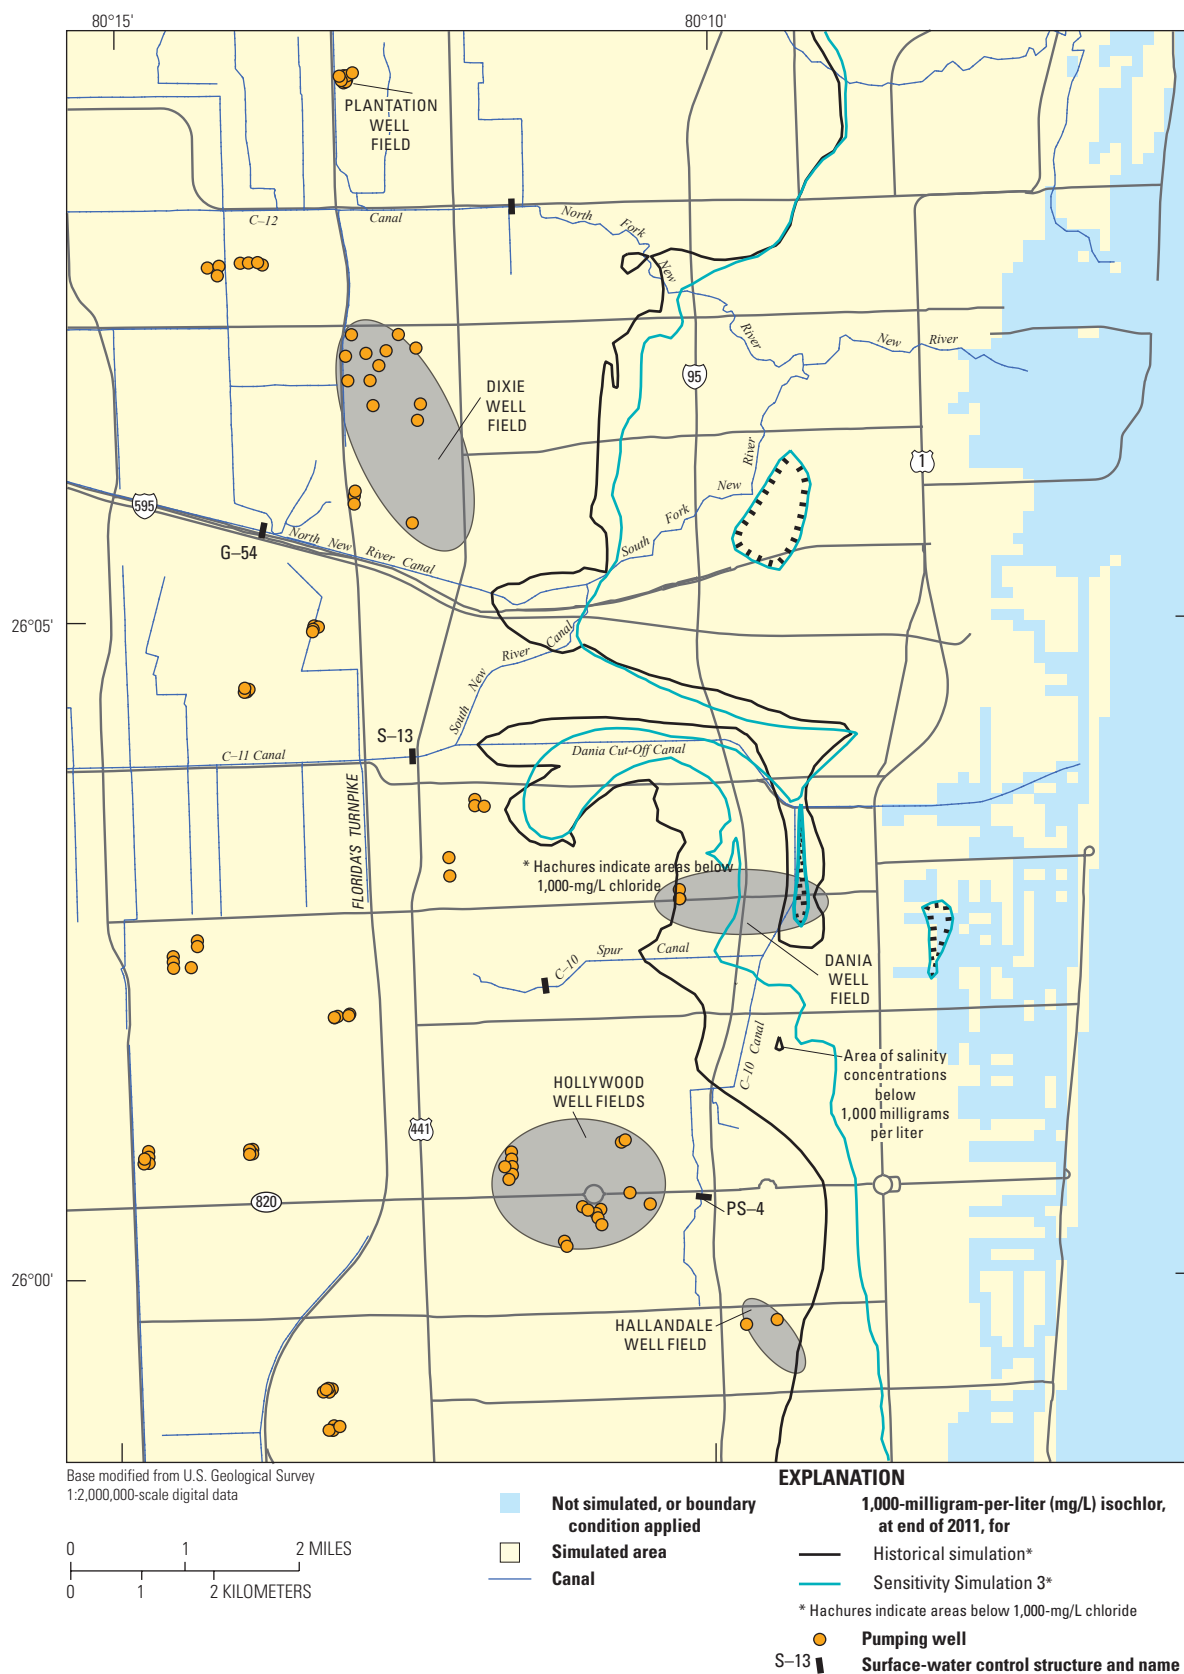 80°15'
80°10'
PLANTATION
WELL
FIELD
C–12
Canal
North
Fork
New
River
New
River
DIXIE
WELL
FIELD
95
1
River
New
Fork
South
595
G–54
North New River Canal
26°05'
Canal
River
New
South
S–13
C–11 Canal
Dania Cut-Off Canal
FLORIDA'S TURNPIKE
* Hachures indicate areas below
1,000-mg/L chloride
C–10
Spur
Canal
DANIA
WELL
FIELD
C–10 Canal
Area of salinity
concentrations
below
1,000 milligrams
per liter
HOLLYWOOD
WELL FIELDS
441
820
PS–4
26°00'
HALLANDALE
WELL FIELD
Base modified from U.S. Geological Survey
1:2,000,000-scale digital data
0 1 2 MILES
0 1 2 KILOMETERS
EXPLANATION
Not simulated, or boundary
condition applied
Simulated area
Canal
1,000-milligram-per-liter (mg/L) isochlor,
at end of 2011, for
Historical simulation*
Sensitivity Simulation 3*
* Hachures indicate areas below 1,000-mg/L chloride
Pumping well
S–13 Surface-water control structure and name